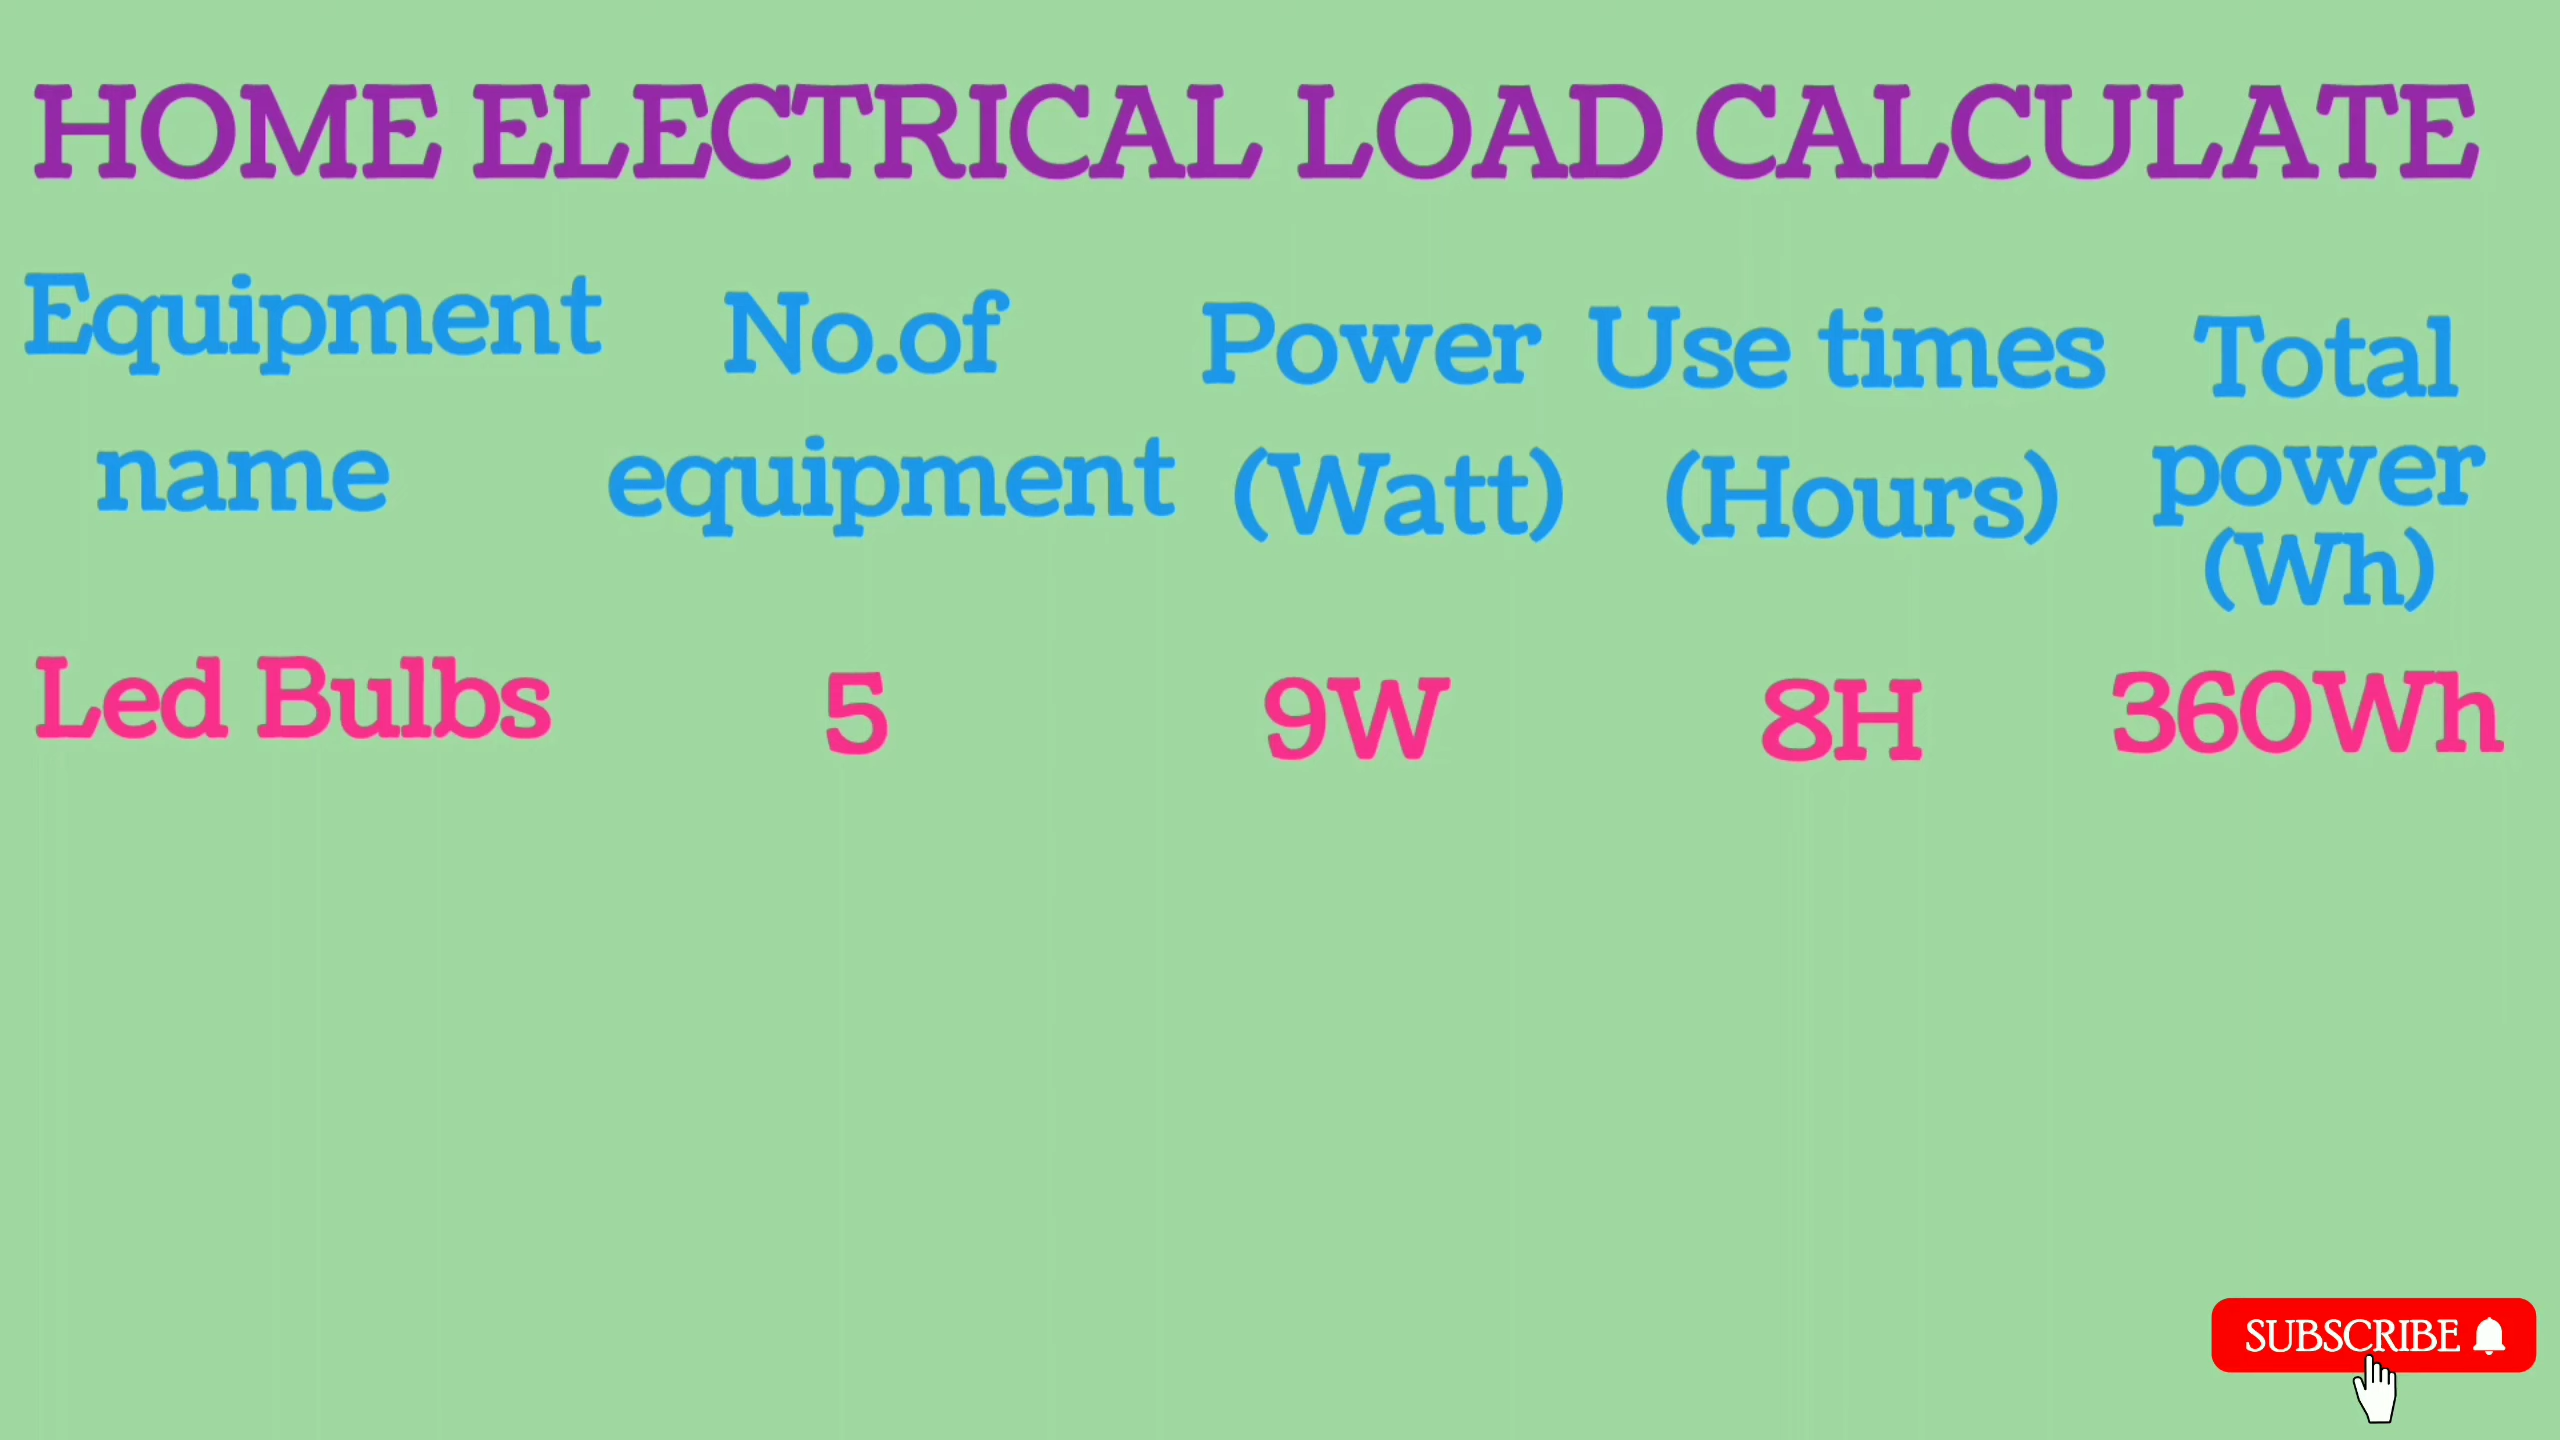 HOME ELECTRICAL LOAD CALCULATE
Equipment name
No.of equipment
Power (Watt)
Use times (Hours)
Total power (Wh)
Led Bulbs 5 9W 8H 360Wh
SUBSCRIBE